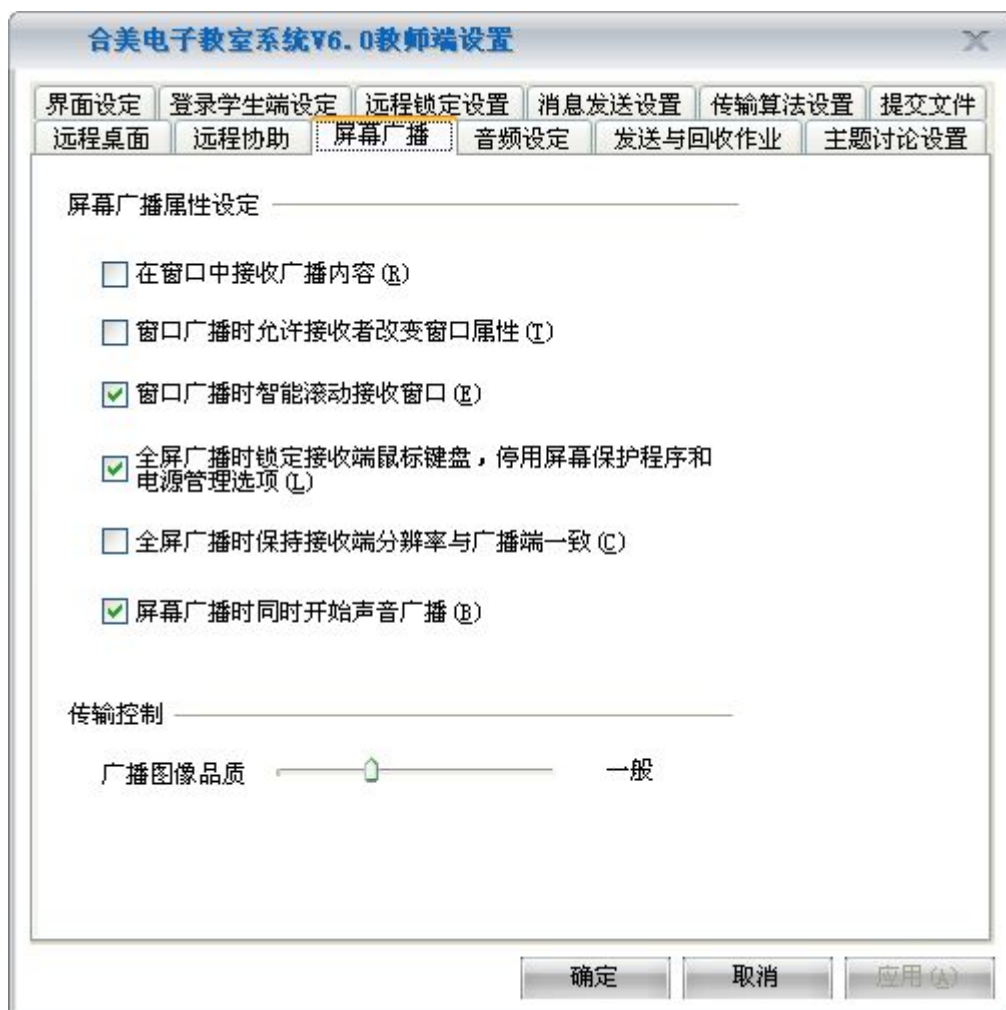 合美电子教室系统V6.0教师端设置
界面设定 登录学生端设定 远程锁定设置 消息发送设置 传输算法设置 提交文件
远程桌面 远程协助 屏幕广播 音频设定 发送与回收作业 主题讨论设置
屏幕广播属性设定
在窗口中接收广播内容(R)
窗口广播时允许接收者改变窗口属性(T)
窗口广播时智能滚动接收窗口(E)
全屏广播时锁定接收端鼠标键盘，停用屏幕保护程序和
电源管理选项(L)
全屏广播时保持接收端分辨率与广播端一致(C)
屏幕广播时同时开始声音广播(B)
传输控制
广播图像品质 一般
确定 取消 应用(A)